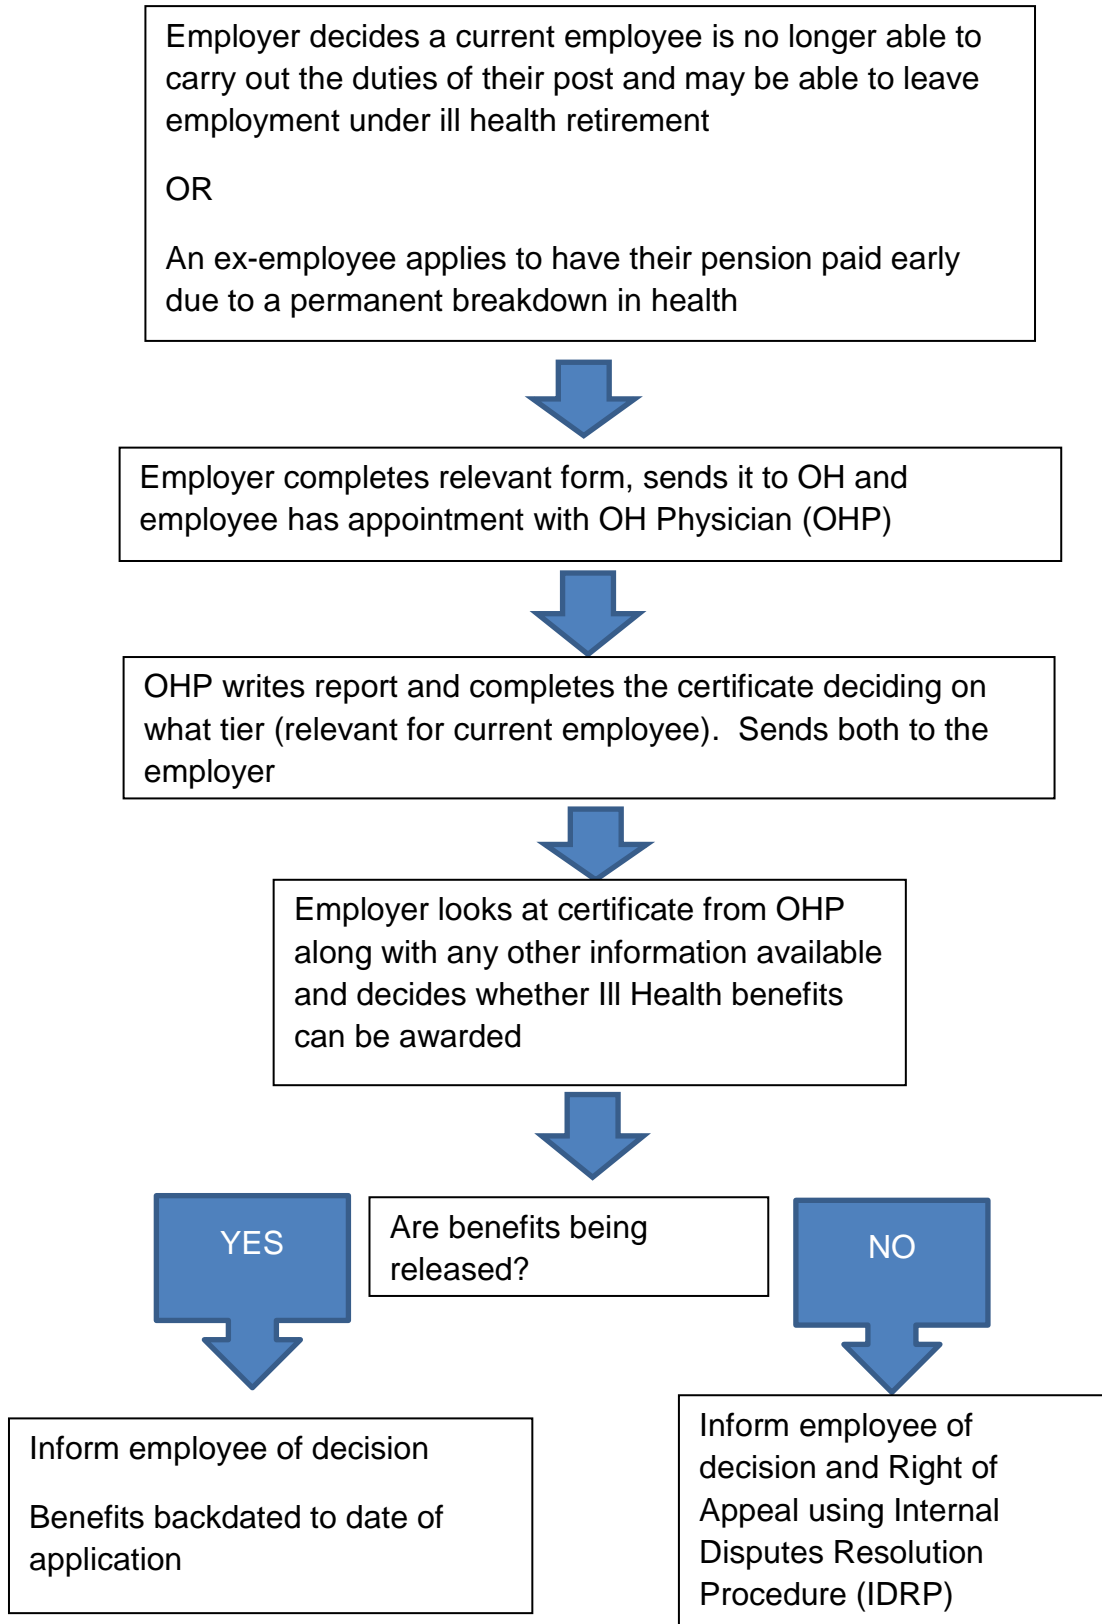 Employer decides a current employee is no longer able to
carry out the duties of their post and may be able to leave
employment under ill health retirement
OR
An ex-employee applies to have their pension paid early
due to a permanent breakdown in health
Employer completes relevant form, sends it to OH and
employee has appointment with OH Physician (OHP)
OHP writes report and completes the certificate deciding on
what tier (relevant for current employee).  Sends both to the
employer
Employer looks at certificate from OHP
along with any other information available
and decides whether Ill Health benefits
can be awarded
YES
Are benefits being
released?
NO
Inform employee of decision
Benefits backdated to date of
application
Inform employee of
decision and Right of
Appeal using Internal
Disputes Resolution
Procedure (IDRP)